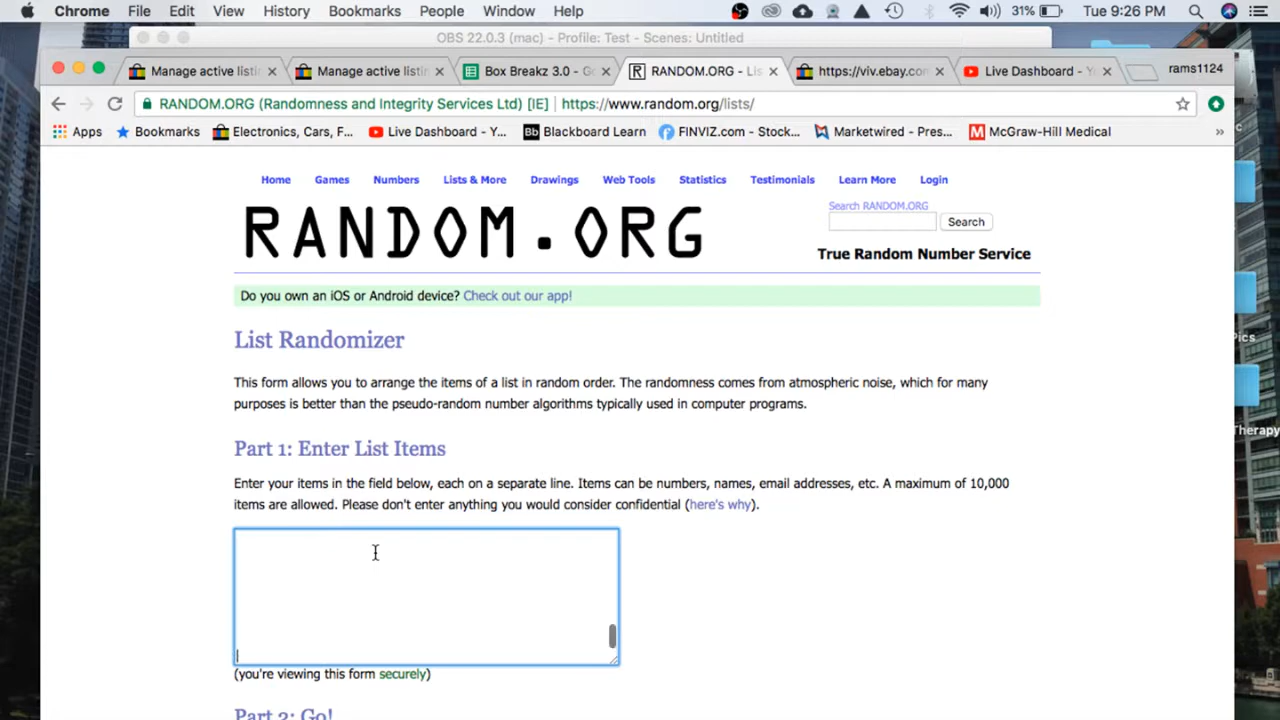 Chrome File Edit View History Bookmarks People Window Help 31% Tue 9:26 PM
OBS 22.0.3 (mac) - Profile: Test - Scenes: Untitled
Manage active listin Manage active listin Box Breakz 3.0 - Go RANDOM.ORG - Lis https://viv.ebay.com Live Dashboard - Yo rams1124
RANDOM.ORG (Randomness and Integrity Services Ltd) [IE] https://www.random.org/lists/
Apps Bookmarks Electronics, Cars, F... Live Dashboard - Y... Bb Blackboard Learn FINVIZ.com - Stock... Marketwired - Pres... M McGraw-Hill Medical »
Home Games Numbers Lists & More Drawings Web Tools Statistics Testimonials Learn More Login
Search RANDOM.ORG
RANDOM.ORG
Search
True Random Number Service
Do you own an iOS or Android device? Check out our app!
List Randomizer
This form allows you to arrange the items of a list in random order. The randomness comes from atmospheric noise, which for many
purposes is better than the pseudo-random number algorithms typically used in computer programs.
Part 1: Enter List Items
Enter your items in the field below, each on a separate line. Items can be numbers, names, email addresses, etc. A maximum of 10,000
items are allowed. Please don't enter anything you would consider confidential (here's why).
(you're viewing this form securely)
Part 2: Go!
Pics
Therapy